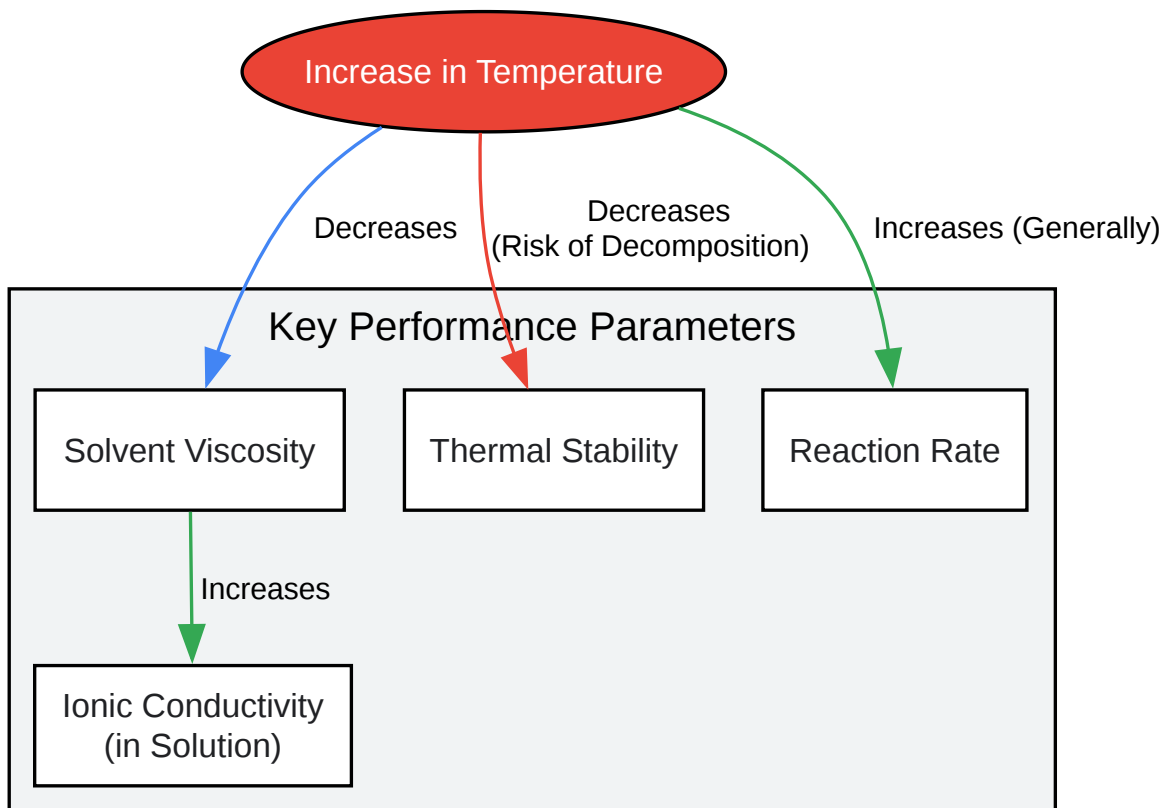 Increase in Temperature
Decreases
Decreases
(Risk of Decomposition)
Increases (Generally)
Key Performance Parameters
Solvent Viscosity
Thermal Stability
Reaction Rate
Increases
Ionic Conductivity
(in Solution)